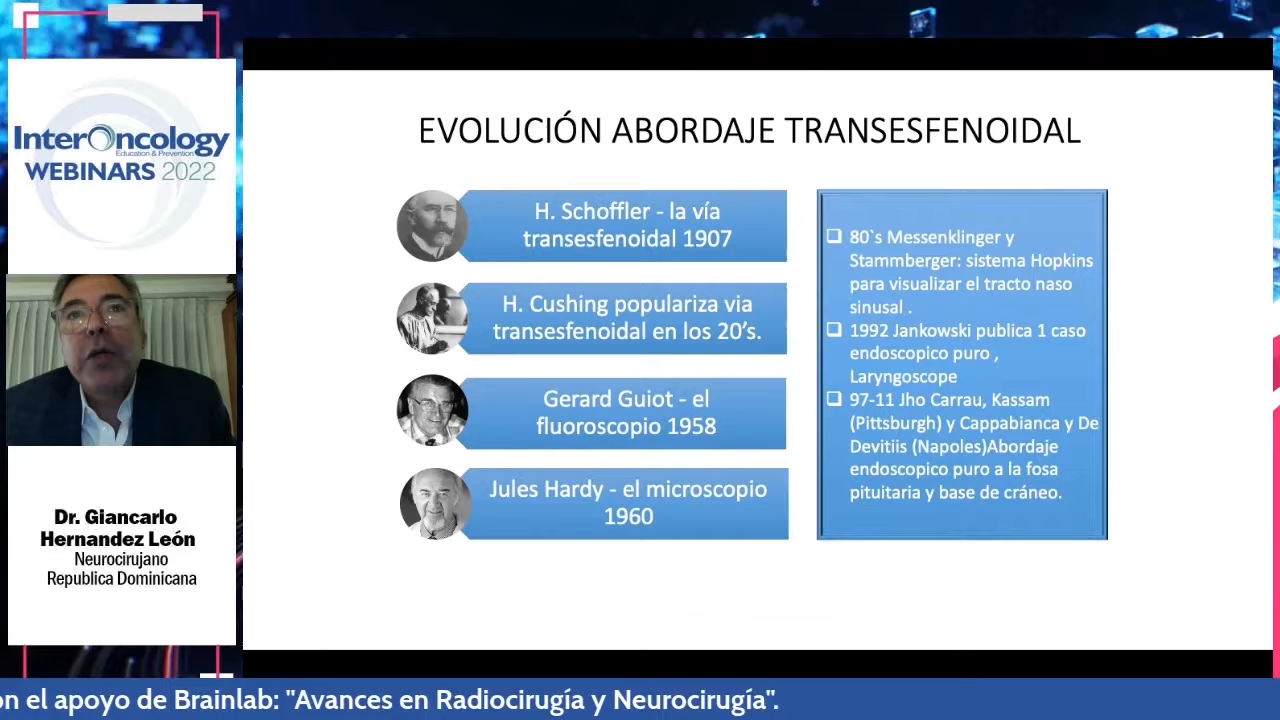 InterOncology
Education & Prevention
WEBINARS 2022
Dr. Giancarlo
Hernandez León
Neurocirujano
Republica Dominicana
EVOLUCIÓN ABORDAJE TRANSESFENOIDAL
H. Schoffler - la vía
transesfenoidal 1907
H. Cushing populariza via
transesfenoidal en los 20’s.
Gerard Guiot - el
fluoroscopio 1958
Jules Hardy - el microscopio
1960
80`s Messenklinger y
Stammberger: sistema Hopkins
para visualizar el tracto naso
sinusal .
1992 Jankowski publica 1 caso
endoscopico puro ,
Laryngoscope
97-11 Jho Carrau, Kassam
(Pittsburgh) y Cappabianca y De
Devitiis (Napoles)Abordaje
endoscopico puro a la fosa
pituitaria y base de cráneo.
on el apoyo de Brainlab: "Avances en Radiocirugía y Neurocirugía".